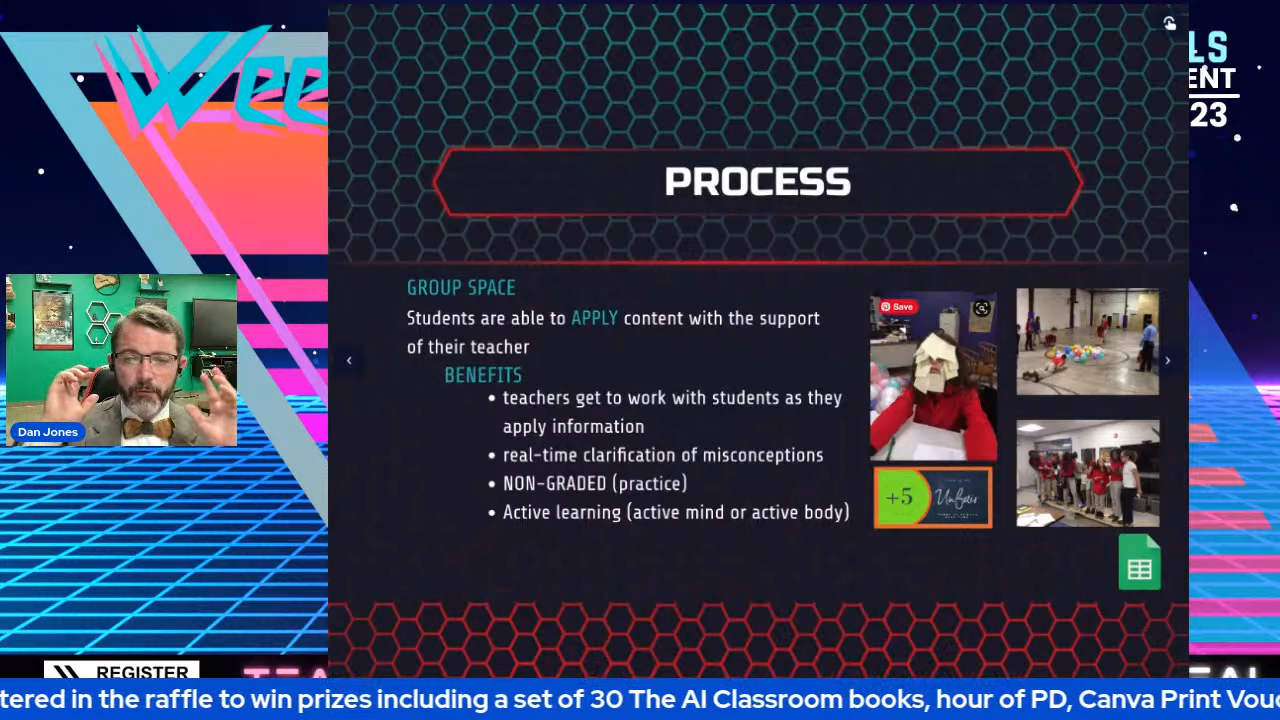 Wee
LS
ENT
23
PROCESS
GROUP SPACE
Students are able to APPLY content with the support
of their teacher
BENEFITS
• teachers get to work with students as they
apply information
• real-time clarification of misconceptions
• NON-GRADED (practice)
• Active learning (active mind or active body)
Save
+5
Unfair
Dan Jones
REGISTER
tered in the raffle to win prizes including a set of 30 The AI Classroom books, hour of PD, Canva Print Vou